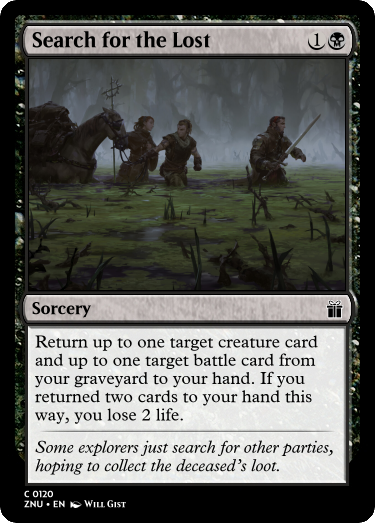 Search for the Lost 1
Sorcery
Return up to one target creature card
and up to one target battle card from
your graveyard to your hand. If you
returned two cards to your hand this
way, you lose 2 life.
Some explorers just search for other parties,
hoping to collect the deceased's loot.
C 0120
ZNU • EN Will Gist